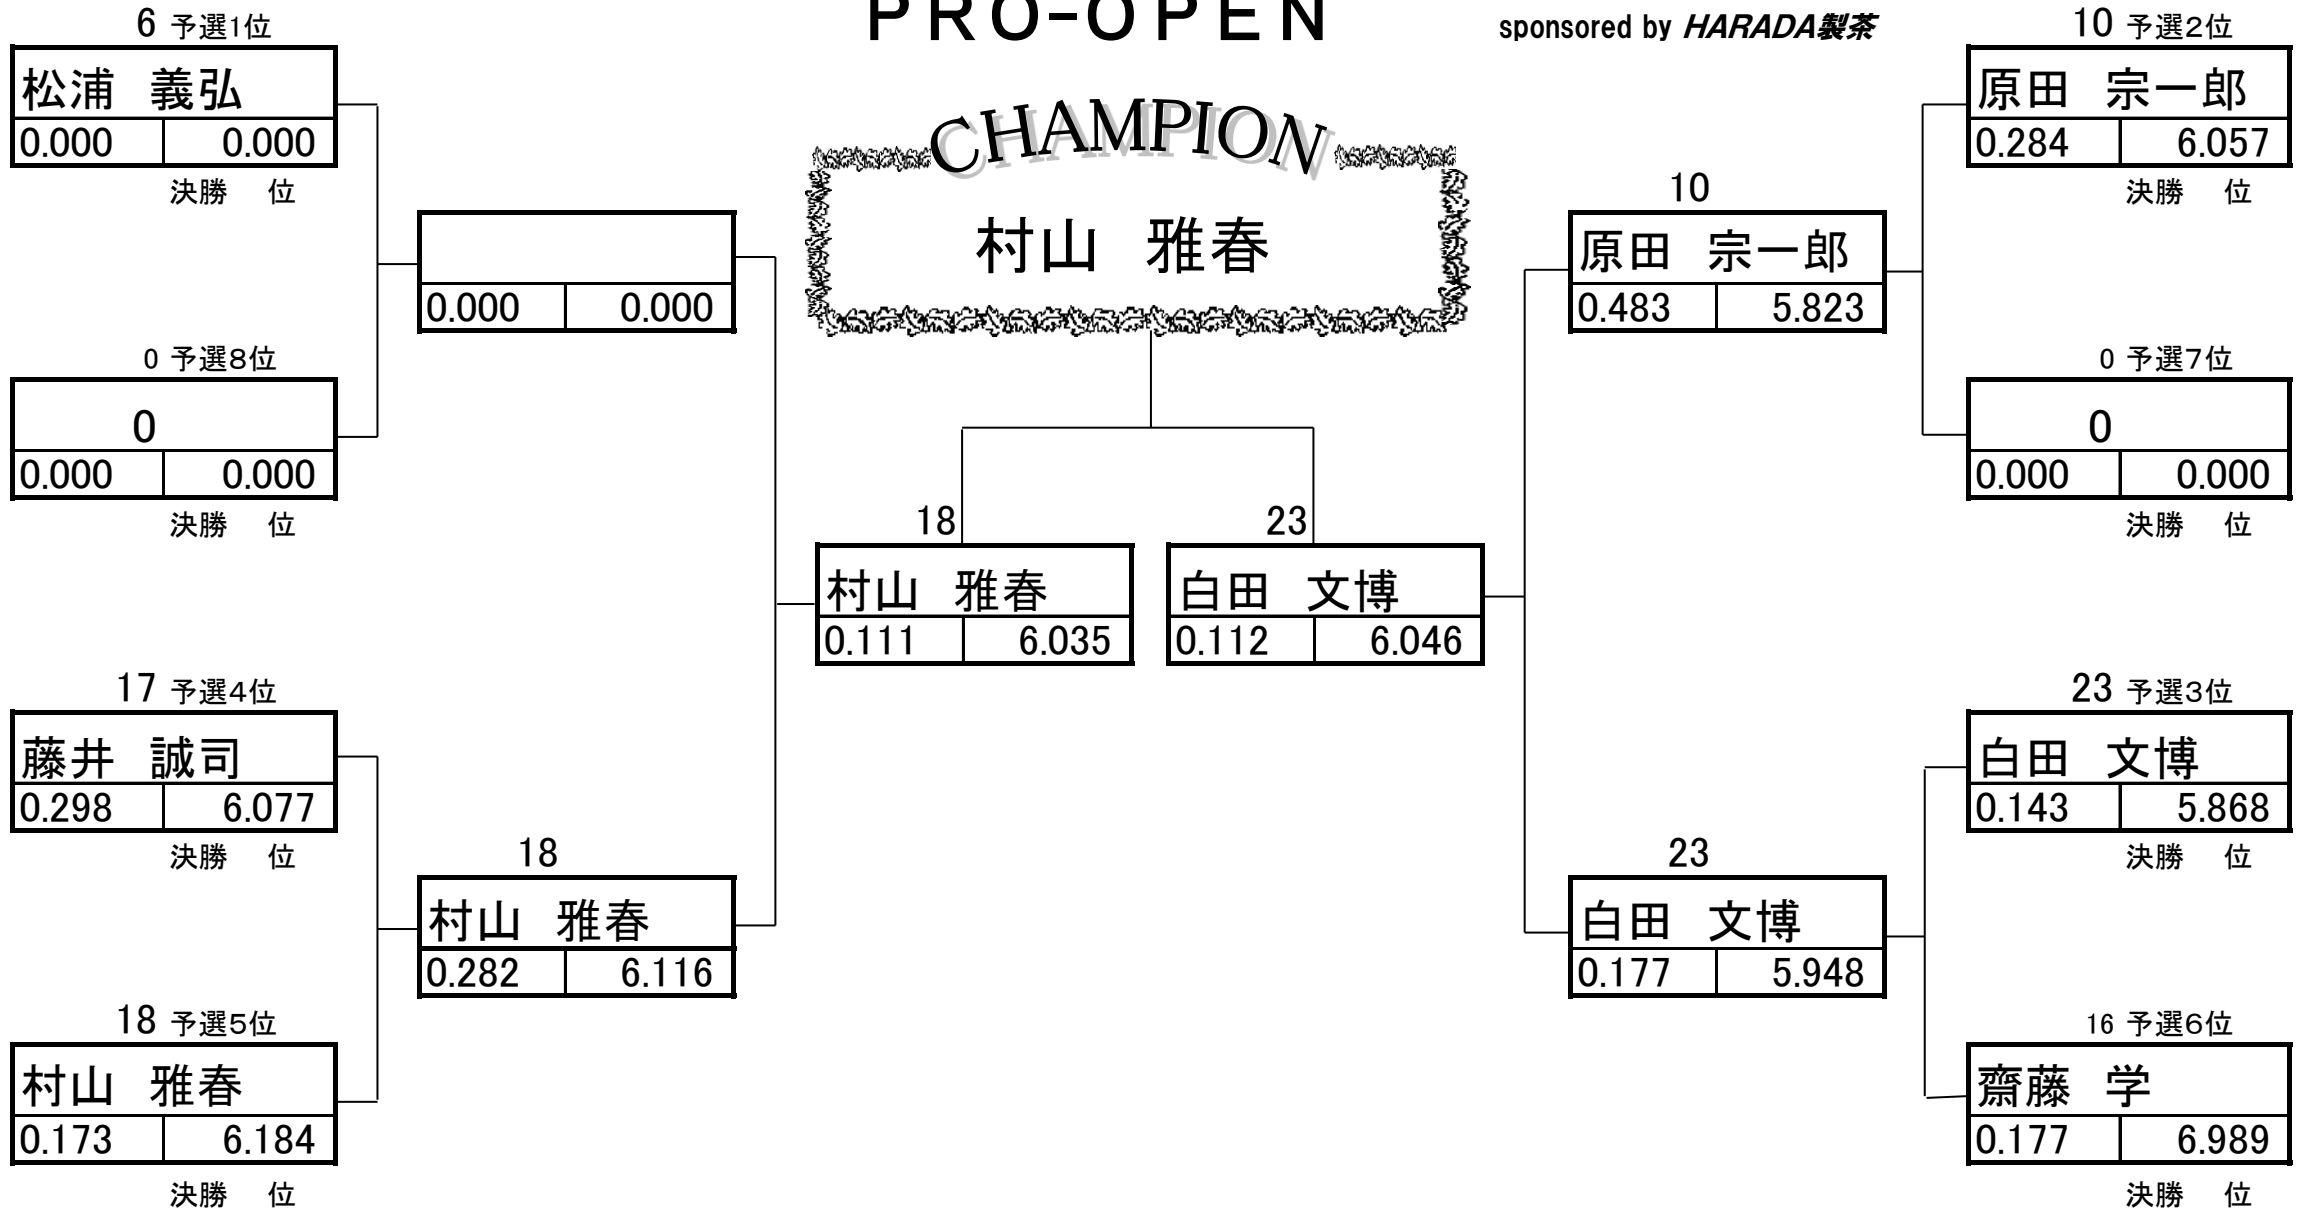 PRO-OPEN
sponsored by HARADA製茶
CHAMPION
村山 雅春
6 予選1位
松浦 義弘
0.000 0.000
決勝 位
0.000 0.000
0 予選8位
0
0.000 0.000
決勝 位
17 予選4位
藤井 誠司
0.298 6.077
決勝 位
18
村山 雅春
0.282 6.116
18 予選5位
村山 雅春
0.173 6.184
決勝 位
18
村山 雅春
0.111 6.035
23
白田 文博
0.112 6.046
10
原田 宗一郎
0.483 5.823
23
白田 文博
0.177 5.948
10 予選2位
原田 宗一郎
0.284 6.057
決勝 位
0 予選7位
0
0.000 0.000
決勝 位
23 予選3位
白田 文博
0.143 5.868
決勝 位
16 予選6位
齋藤 学
0.177 6.989
決勝 位